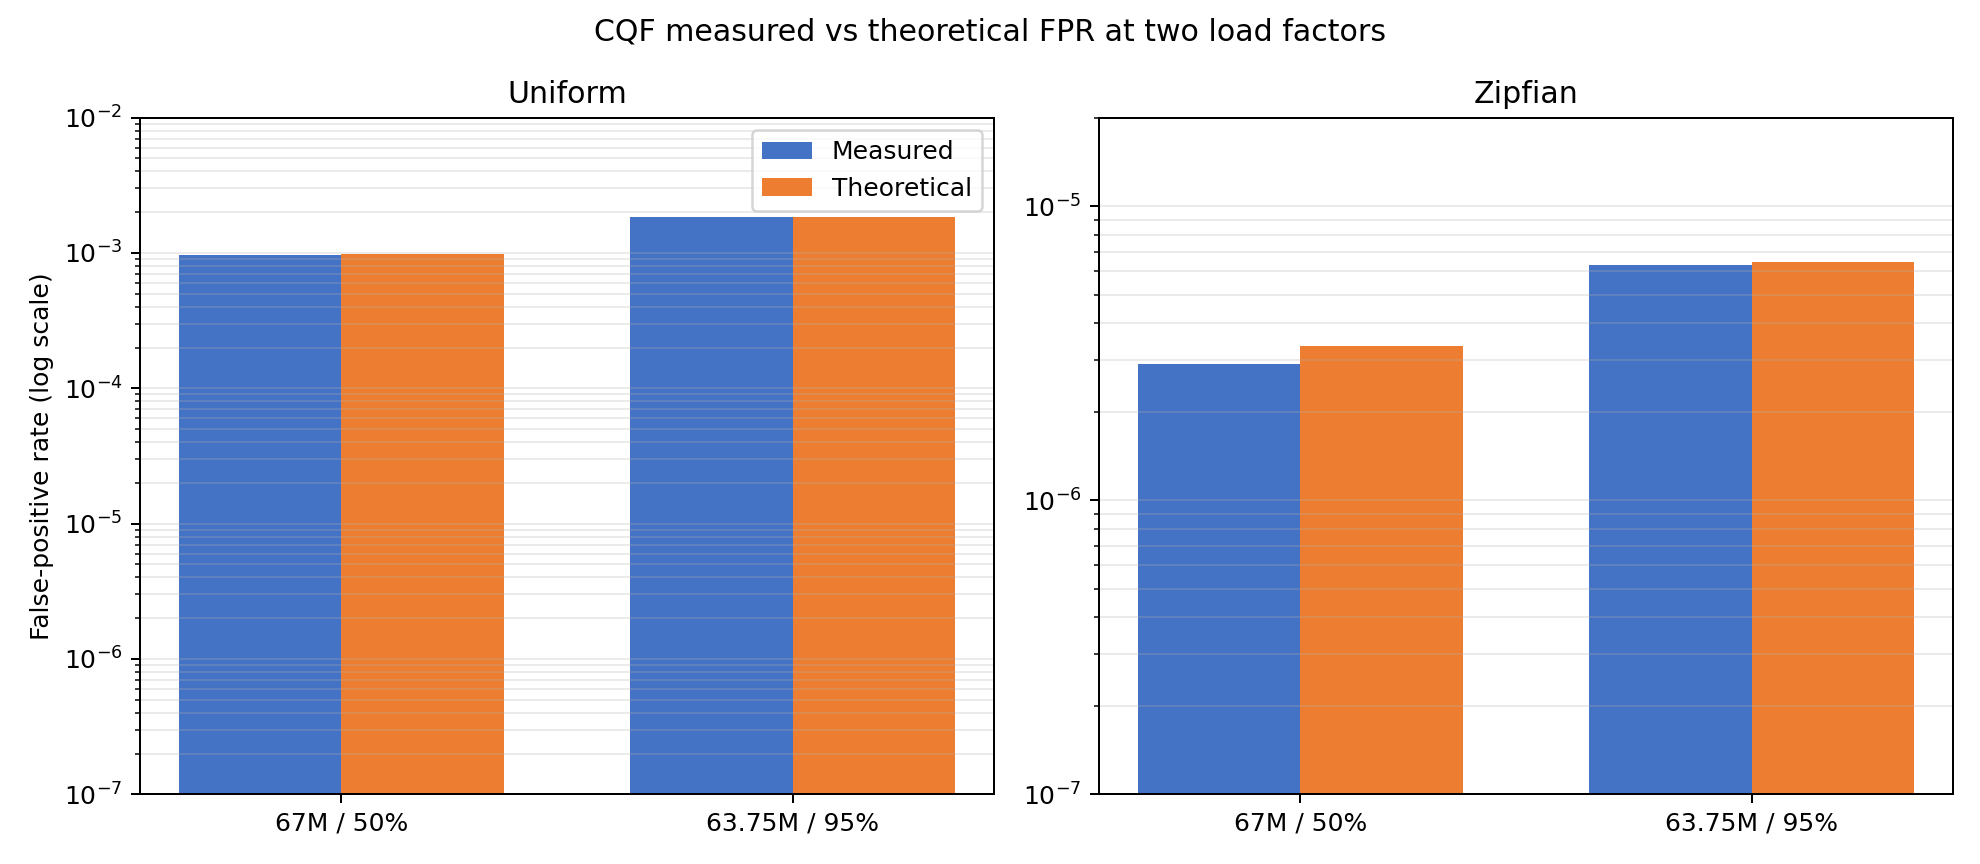 CQF measured vs theoretical FPR at two load factors
Uniform
False-positive rate (log scale)
10⁻²
10⁻³
10⁻⁴
10⁻⁵
10⁻⁶
10⁻⁷
Measured
Theoretical
67M / 50%
63.75M / 95%
Zipfian
10⁻⁵
10⁻⁶
10⁻⁷
67M / 50%
63.75M / 95%